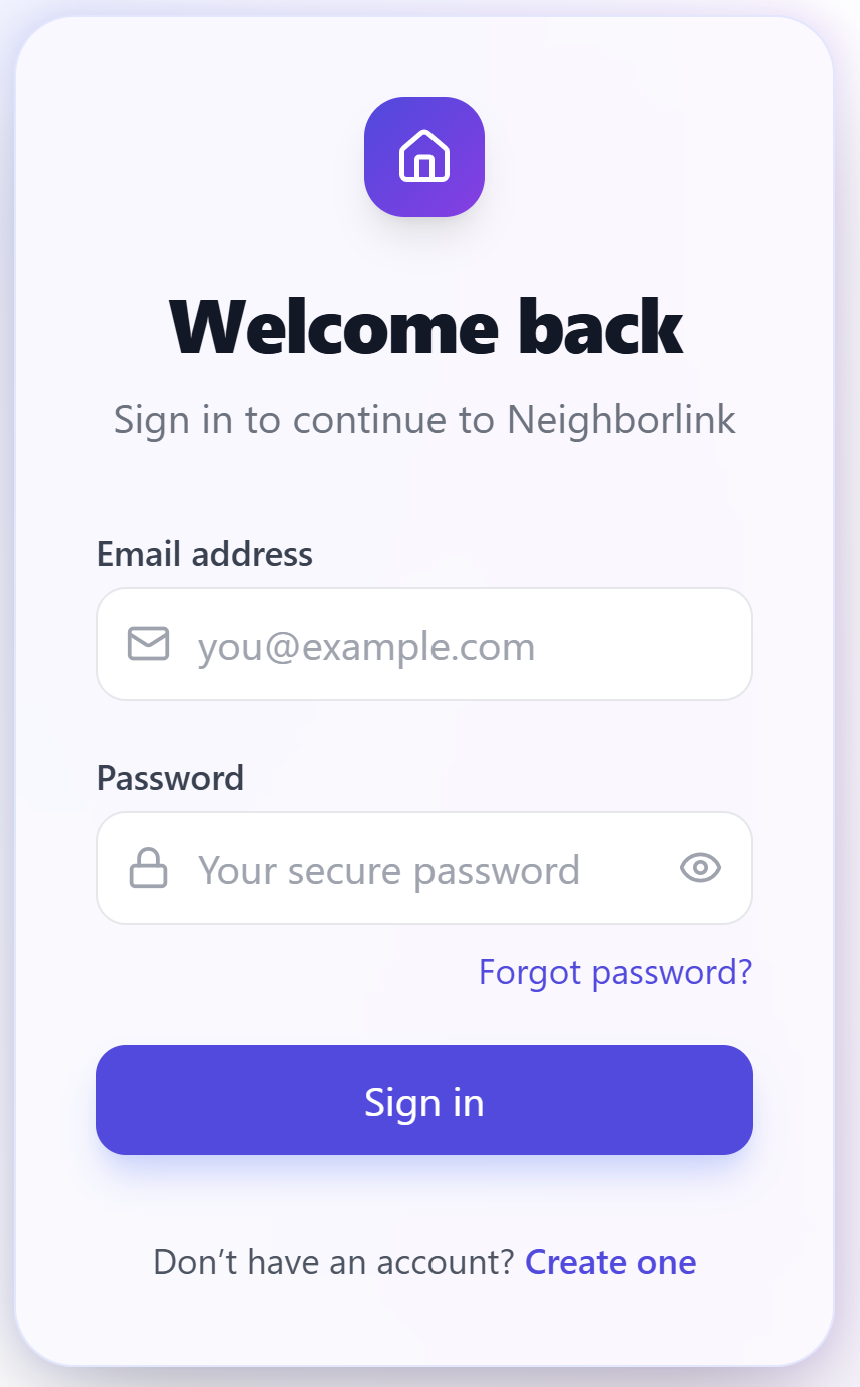 Welcome back
Sign in to continue to Neighborlink
Email address
you@example.com
Password
Your secure password
Forgot password?
Sign in
Don’t have an account? Create one